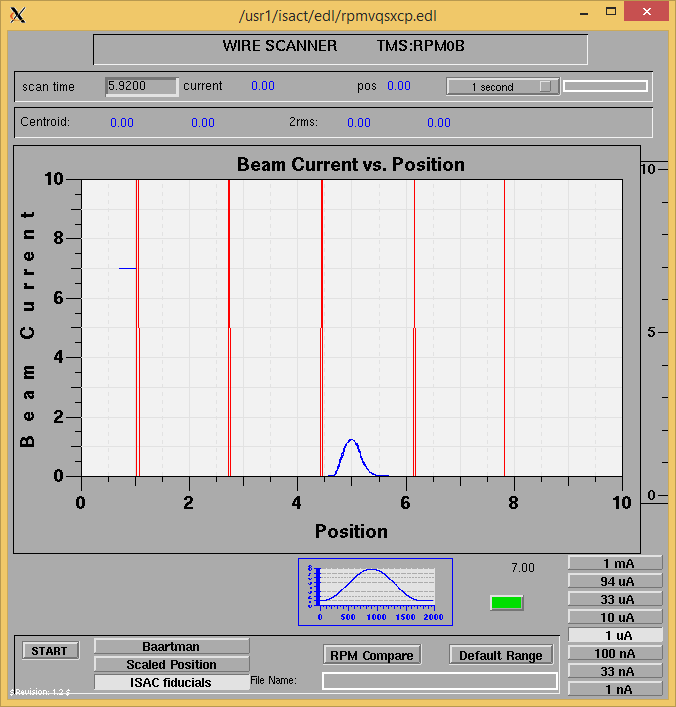 /usr1/isact/edl/rpmvqsxcp.edl
WIRE SCANNER TMS:RPM0B
scan time 5.9200 current 0.00 pos 0.00 1 second
Centroid: 0.00 0.00 2rms: 0.00 0.00
Beam Current vs. Position
10
8
6
4
2
0
Beam Current
0 2 4 6 8 10
Position
10
5
0
8
0 500 1000 1500 2000
7.00
1 mA
94 uA
33 uA
10 uA
1 uA
100 nA
33 nA
1 nA
START
Baartman
Scaled Position
ISAC fiducials
RPM Compare
Default Range
File Name:
$Revision: 1.2 $